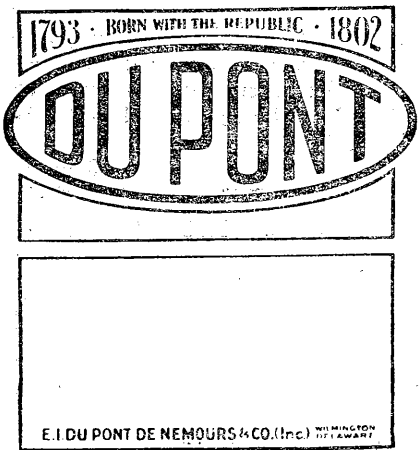 1793 · BORN WITH THE REPUBLIC · 1802
DU PONT
E.I. DU PONT DE NEMOURS & CO. (Inc.) WILMINGTON
DELAWARE